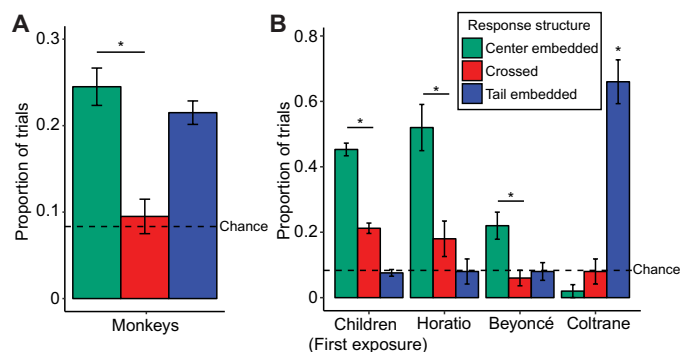 A
Proportion of trials
0.3
0.2
0.1
0
*
Chance
Monkeys
B
Response structure
Center embedded
Crossed
Tail embedded
Proportion of trials
0.8
0.6
0.4
0.2
0
*
*
*
*
Chance
Children
(First exposure)
Horatio
Beyoncé
Coltrane